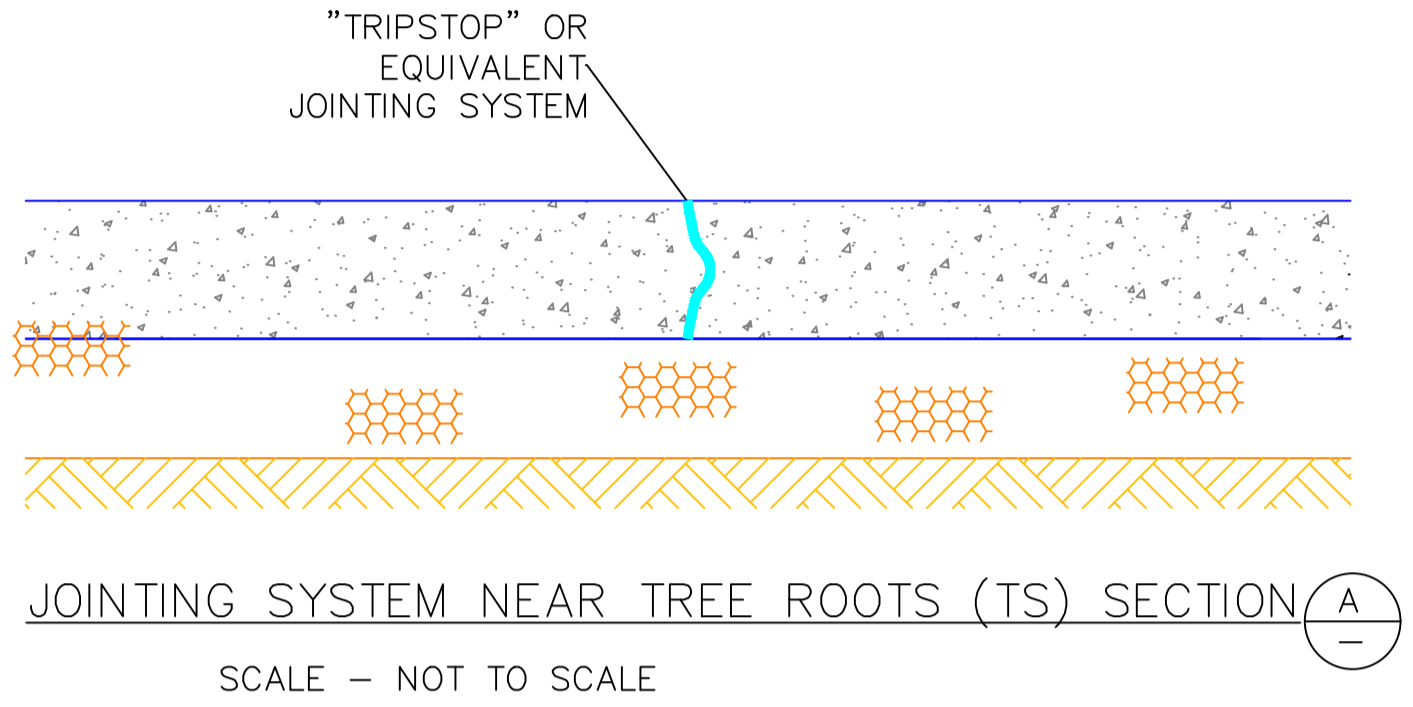 "TRIPSTOP" OR
EQUIVALENT
JOINTING SYSTEM
JOINTING SYSTEM NEAR TREE ROOTS (TS) SECTION
A
–
SCALE – NOT TO SCALE